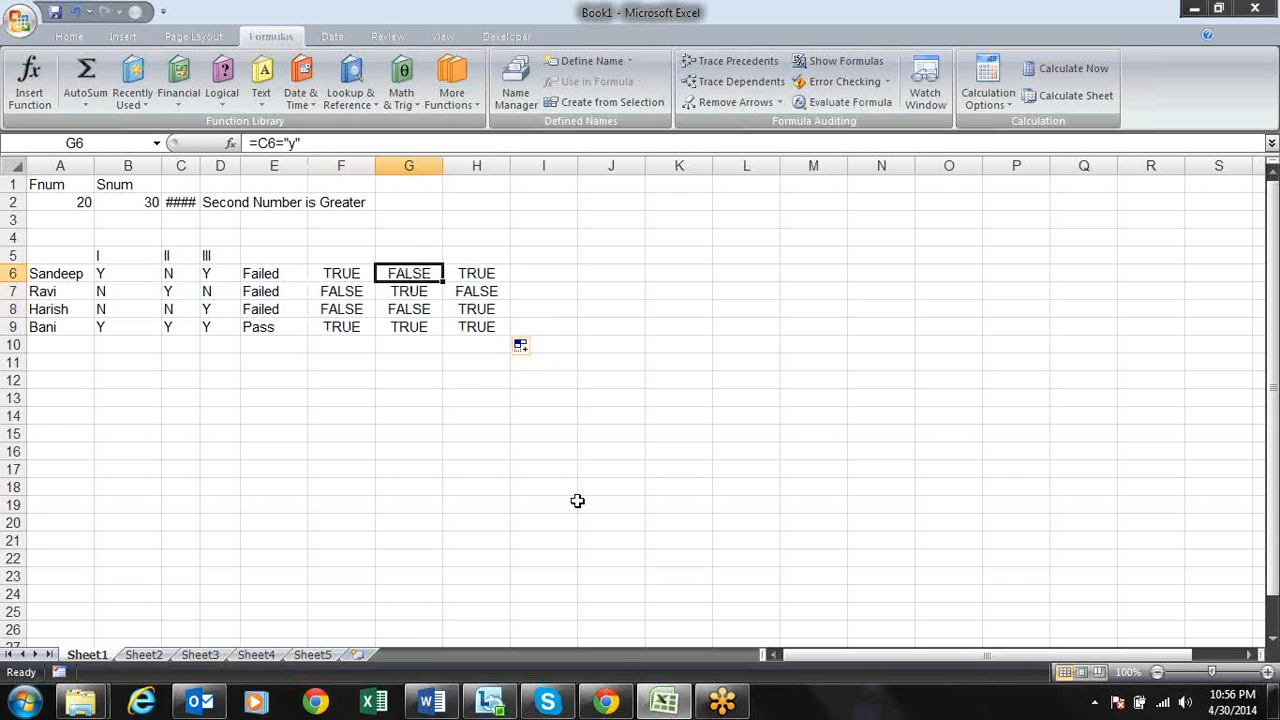 Book1 - Microsoft Excel
Home Insert Page Layout Formulas Data Review View Developer
Insert Function
AutoSum
Recently Used
Financial
Logical
Text
Date & Time
Lookup & Reference
Math & Trig
More Functions
Function Library
Name Manager
Define Name
Use in Formula
Create from Selection
Defined Names
Trace Precedents
Trace Dependents
Remove Arrows
Show Formulas
Error Checking
Evaluate Formula
Formula Auditing
Watch Window
Calculation Options
Calculate Now
Calculate Sheet
Calculation
G6 fx =C6="y"
A B C D E F G H I J K L M N O P Q R S
1 Fnum Snum
2 20 30 #### Second Number is Greater
3
4
5 I II III
6 Sandeep Y N Y Failed TRUE FALSE TRUE
7 Ravi N Y N Failed FALSE TRUE FALSE
8 Harish N N Y Failed FALSE FALSE TRUE
9 Bani Y Y Y Pass TRUE TRUE TRUE
10
11
12
13
14
15
16
17
18
19
20
21
22
23
24
25
26
27
Sheet1 Sheet2 Sheet3 Sheet4 Sheet5
Ready 100%
10:56 PM
4/30/2014